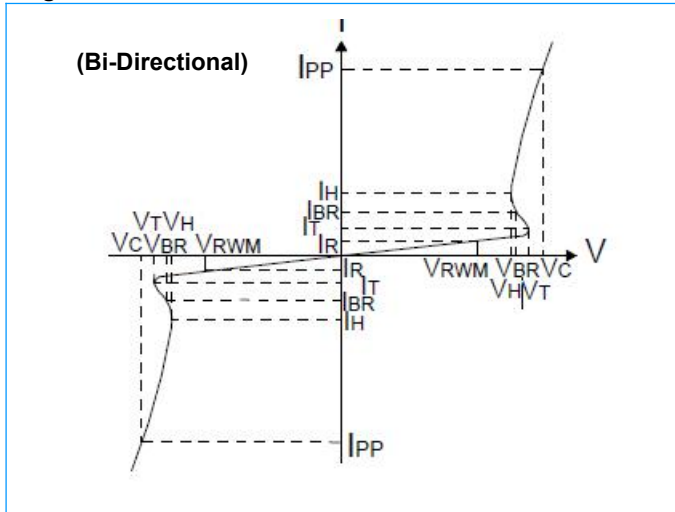 I
(Bi-Directional)
IPP
IH
IBR
IT
IR
VT VH
VC VBR VRWM
V
IR
VRWM VBR VC
IT
VH VT
IBR
IH
IPP